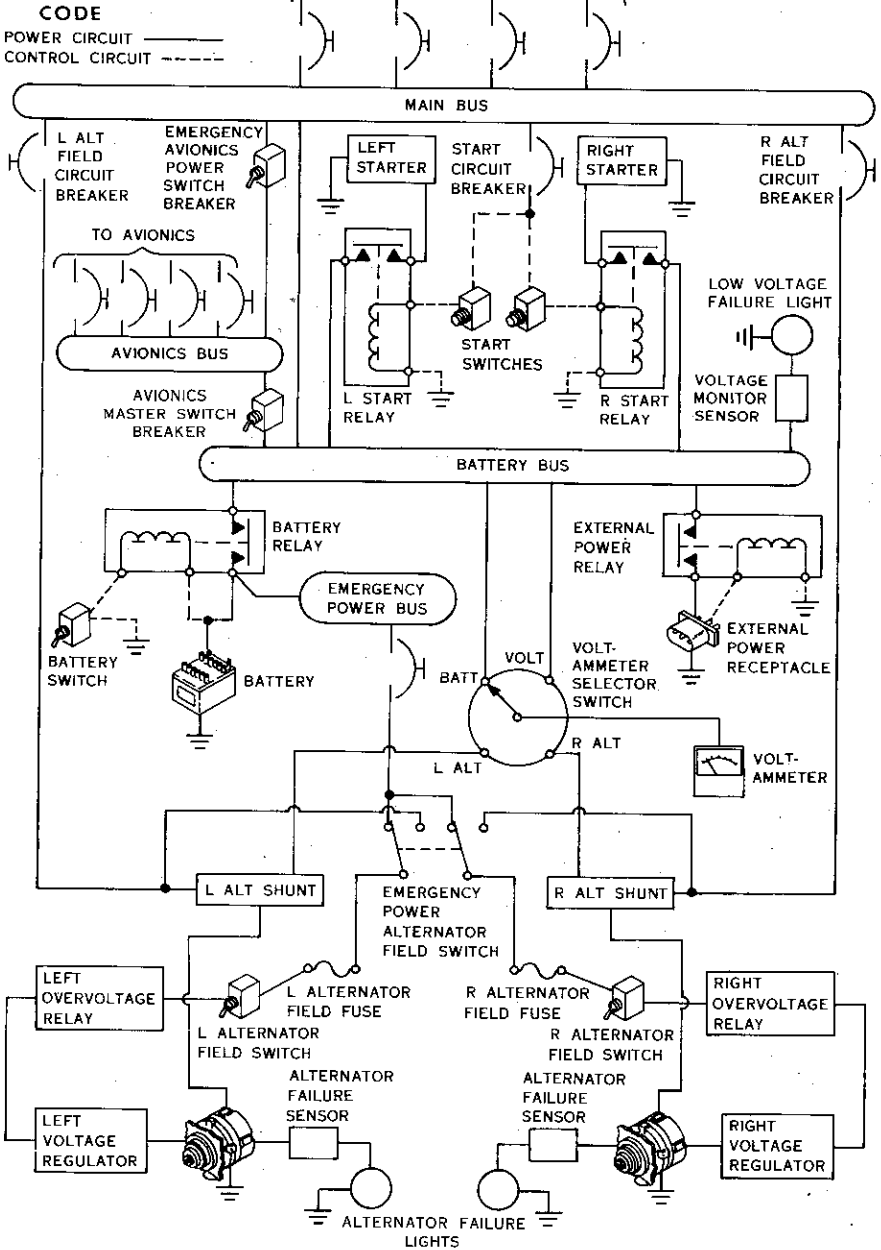 CODE
POWER CIRCUIT
CONTROL CIRCUIT
MAIN BUS
L ALT
FIELD
CIRCUIT
BREAKER
EMERGENCY
AVIONICS
POWER
SWITCH
BREAKER
LEFT
STARTER
START
CIRCUIT
BREAKER
RIGHT
STARTER
R ALT
FIELD
CIRCUIT
BREAKER
TO AVIONICS
LOW VOLTAGE
FAILURE LIGHT
AVIONICS BUS
START
SWITCHES
AVIONICS
MASTER SWITCH
BREAKER
L START
RELAY
R START
RELAY
VOLTAGE
MONITOR
SENSOR
BATTERY BUS
BATTERY
RELAY
EXTERNAL
POWER
RELAY
EMERGENCY
POWER BUS
BATTERY
SWITCH
BATTERY
BATT
VOLT
VOLT-
AMMETER
SELECTOR
SWITCH
EXTERNAL
POWER
RECEPTACLE
L ALT
R ALT
VOLT-
AMMETER
L ALT SHUNT
EMERGENCY
POWER
ALTERNATOR
FIELD SWITCH
R ALT SHUNT
LEFT
OVERVOLTAGE
RELAY
L ALTERNATOR
FIELD FUSE
R ALTERNATOR
FIELD FUSE
RIGHT
OVERVOLTAGE
RELAY
L ALTERNATOR
FIELD SWITCH
R ALTERNATOR
FIELD SWITCH
ALTERNATOR
FAILURE
SENSOR
ALTERNATOR
FAILURE
SENSOR
LEFT
VOLTAGE
REGULATOR
RIGHT
VOLTAGE
REGULATOR
ALTERNATOR FAILURE
LIGHTS